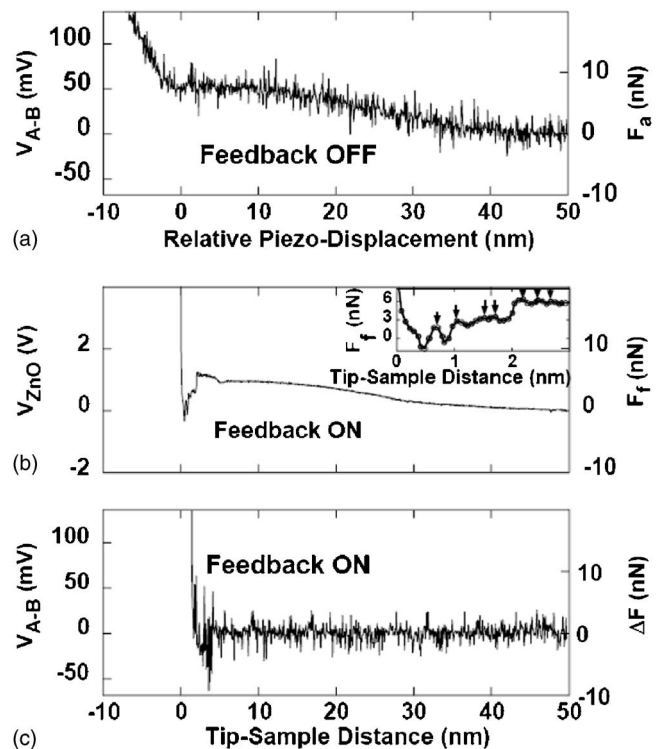 100
50
0
-50
V_A-B (mV)
10
0
-10
F_a (nN)
Feedback OFF
-10 0 10 20 30 40 50
(a) Relative Piezo-Displacement (nm)
2
0
-2
V_ZnO (V)
6
3
0
F_f (nN)
0 1 2
Tip-Sample Distance (nm)
10
0
-10
F_f (nN)
Feedback ON
(b)
100
50
0
-50
V_A-B (mV)
10
0
-10
ΔF (nN)
Feedback ON
-10 0 10 20 30 40 50
(c) Tip-Sample Distance (nm)